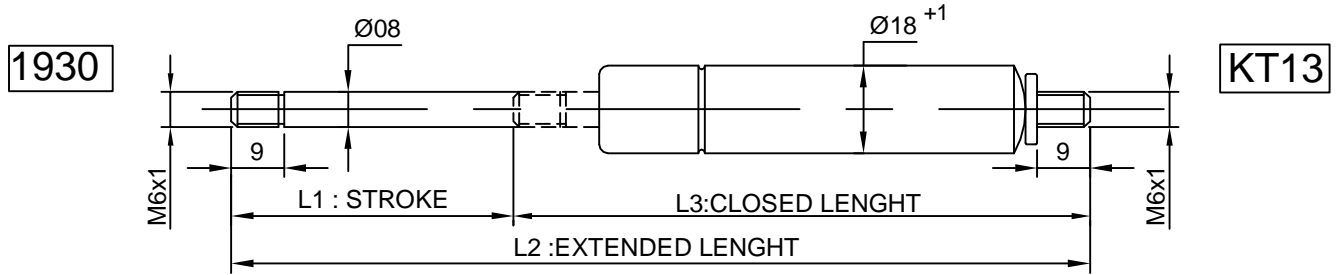 1930
Ø08
Ø18 +1
KT13
M6x1
9
9
M6x1
L1 : STROKE
L3:CLOSED LENGHT
L2 :EXTENDED LENGHT